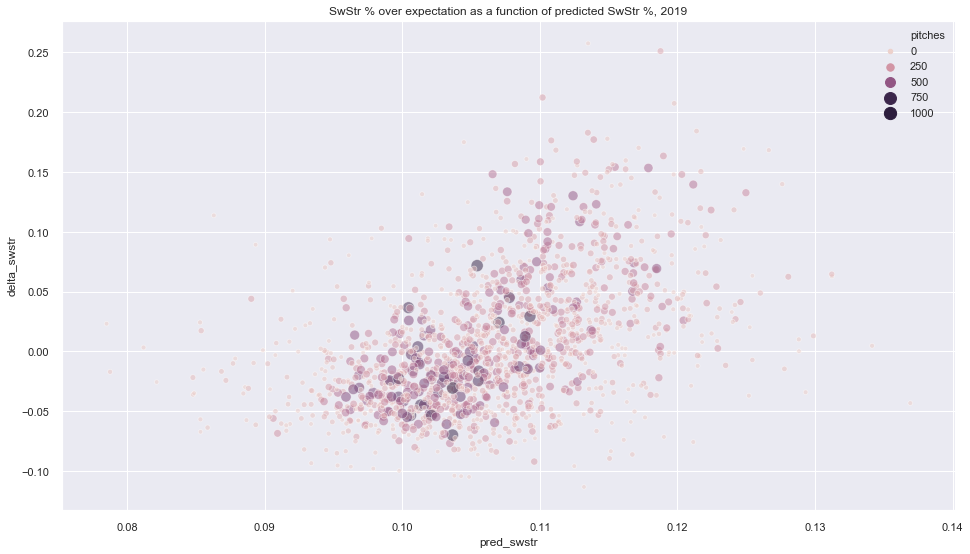 SwStr % over expectation as a function of predicted SwStr %, 2019
pitches
0
250
500
750
1000
0.25
0.20
0.15
0.10
0.05
0.00
−0.05
−0.10
delta_swstr
0.08 0.09 0.10 0.11 0.12 0.13 0.14
pred_swstr